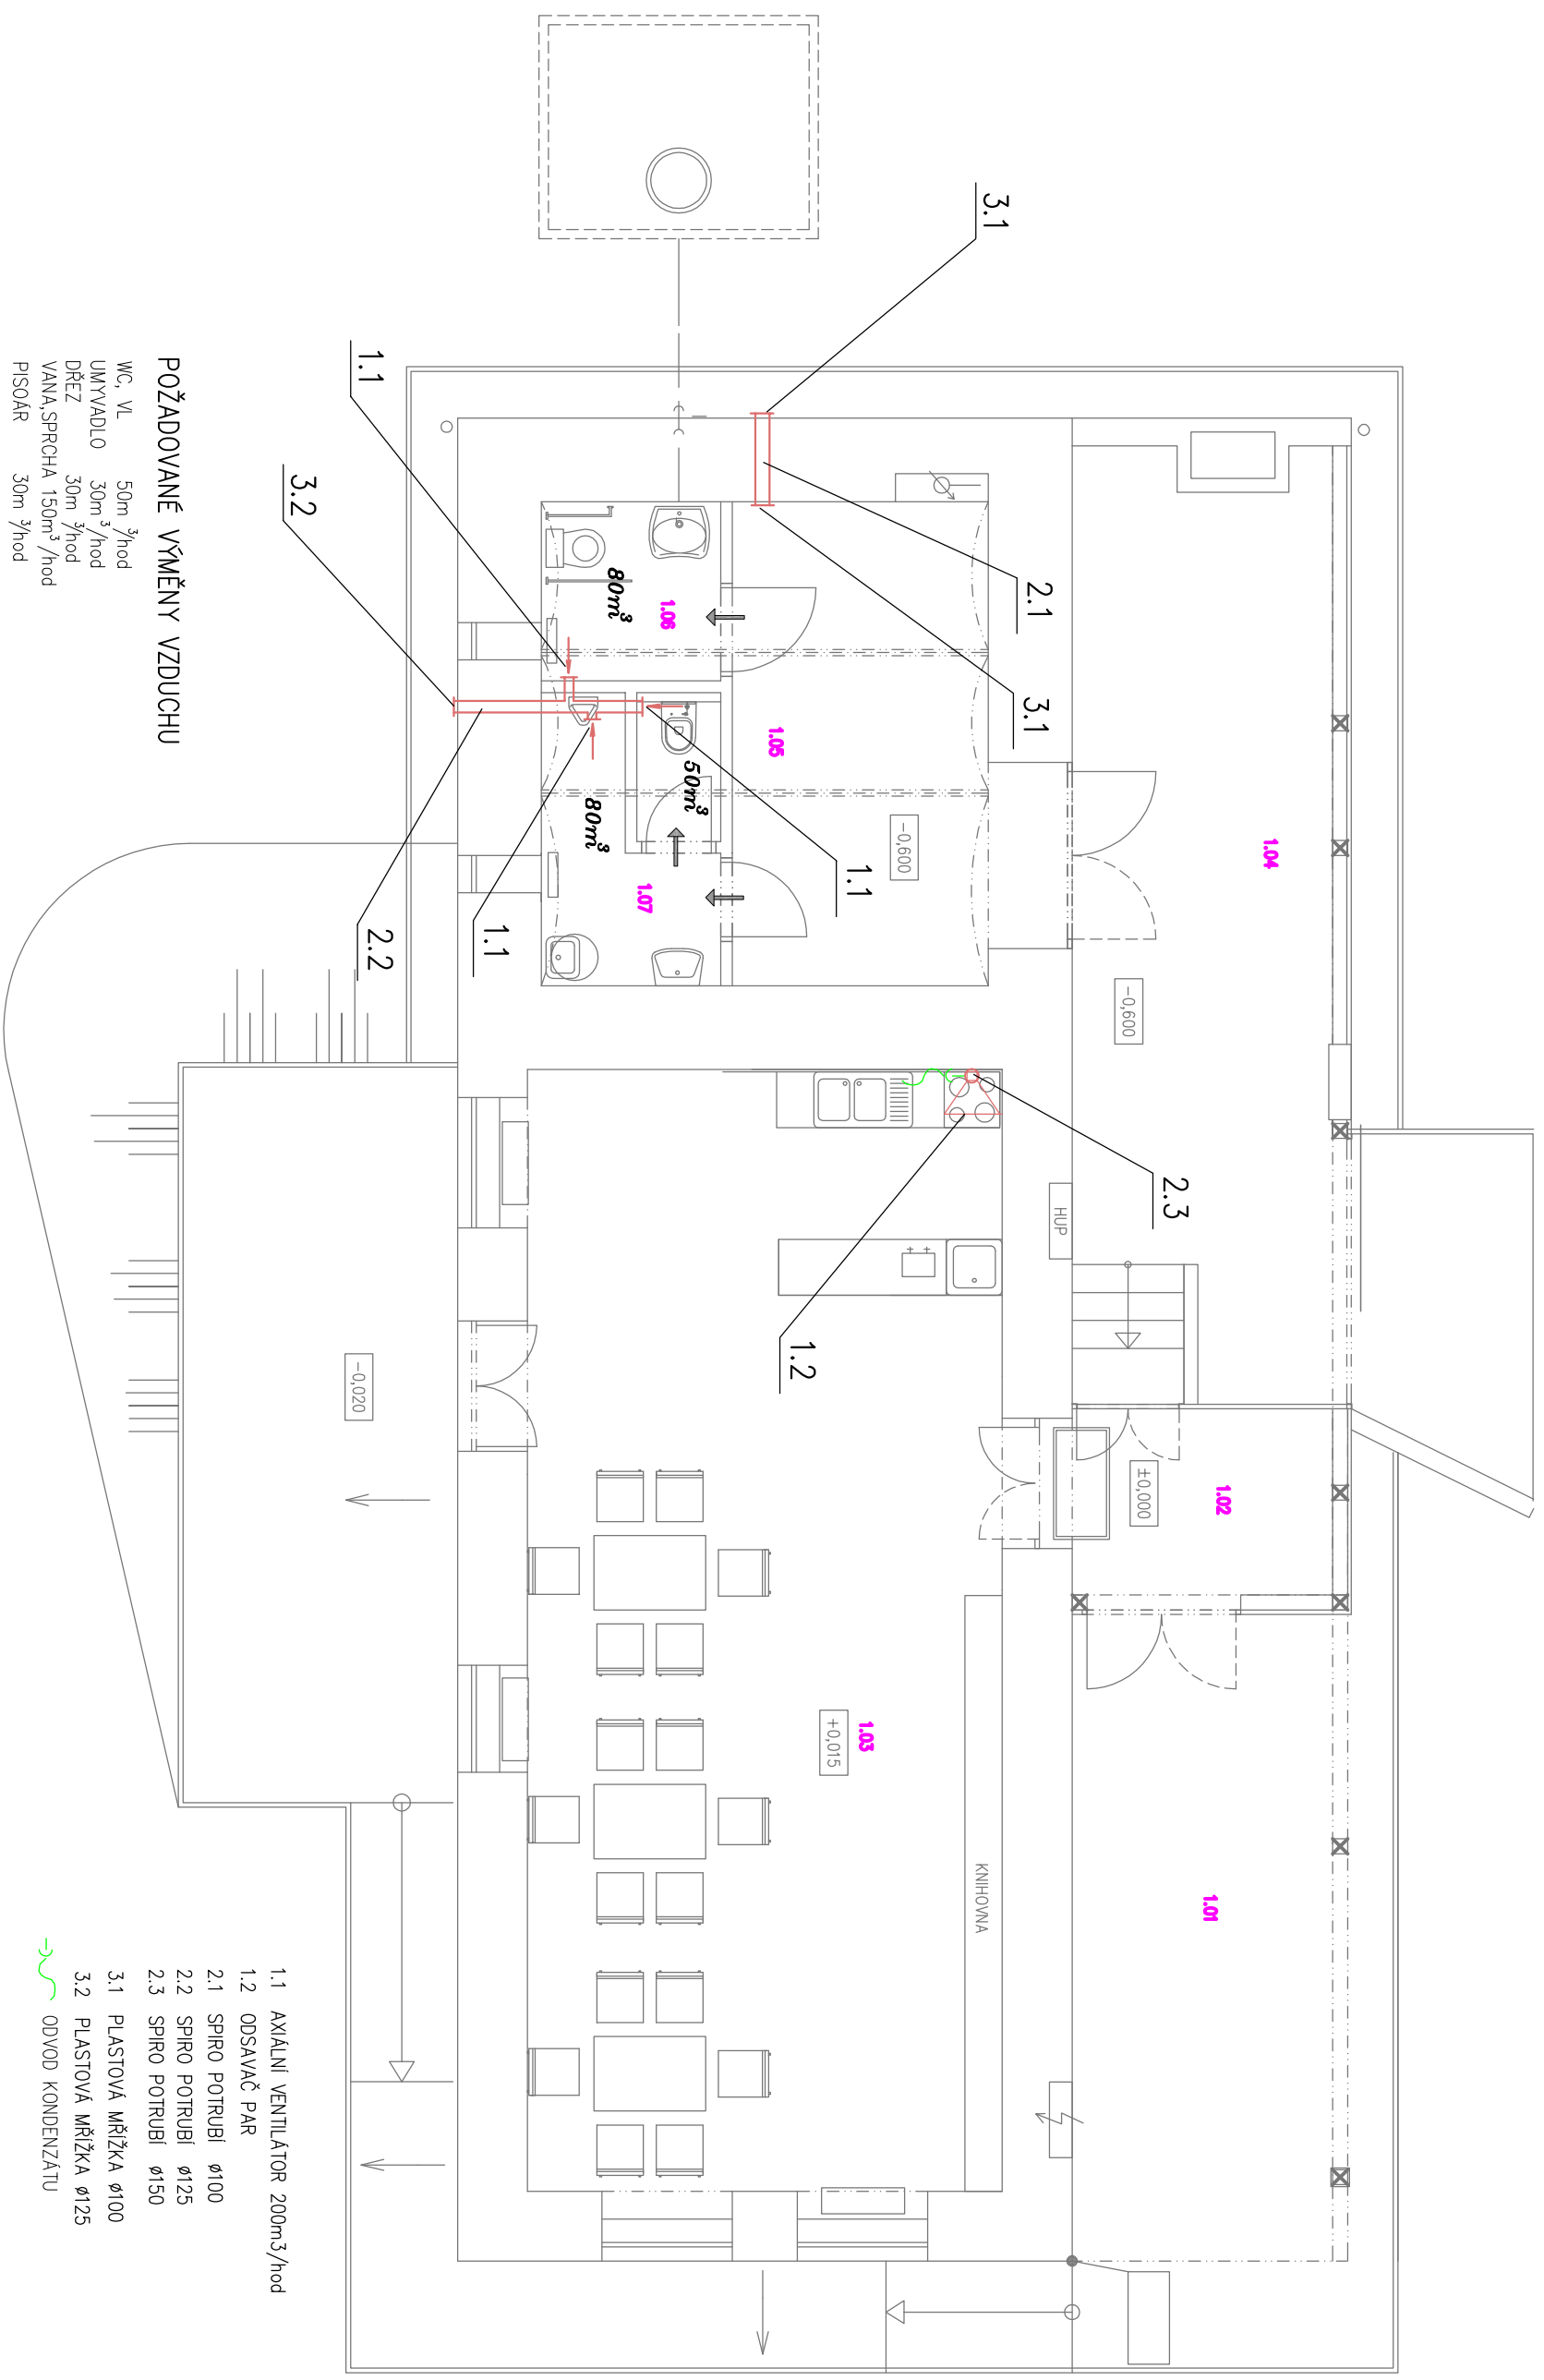 3.1
2.1
3.1
1.1
3.2
1.06
80m³
1.05
50m³
80m³
1.07
1.1
1.1
2.2
-0,600
1.04
-0,600
2.3
HUP
1.2
-0,020
±0,000
1.02
1.03
+0,015
KNIHOVNA
1.01
POŽADOVANÉ VÝMĚNY VZDUCHU
WC, VL 50m³/hod
UMYVADLO 30m³/hod
DŘEZ 30m³/hod
VANA,SPRCHA 150m³/hod
PISOÁR 30m³/hod
1.1 AXIÁLNÍ VENTILÁTOR 200m3/hod
1.2 ODSAVAČ PAR
2.1 SPIRO POTRUBÍ ø100
2.2 SPIRO POTRUBÍ ø125
2.3 SPIRO POTRUBÍ ø150
3.1 PLASTOVÁ MŘÍŽKA ø100
3.2 PLASTOVÁ MŘÍŽKA ø125
ODVOD KONDENZÁTU